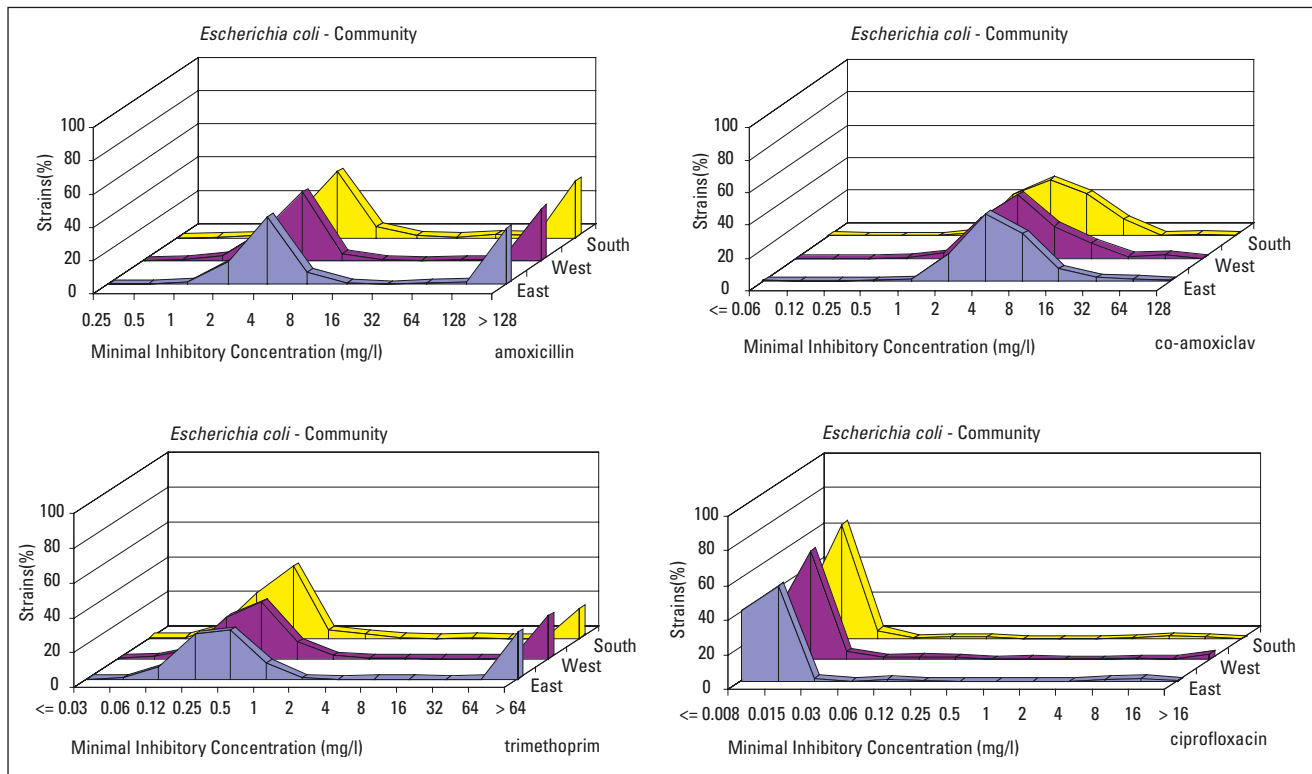 Escherichia coli - Community
Strains(%)
100
80
60
40
20
0
0.25 0.5 1 2 4 8 16 32 64 128 > 128
South
West
East
Minimal Inhibitory Concentration (mg/l)
amoxicillin
Escherichia coli - Community
Strains(%)
100
80
60
40
20
0
<= 0.06 0.12 0.25 0.5 1 2 4 8 16 32 64 128
South
West
East
Minimal Inhibitory Concentration (mg/l)
co-amoxiclav
Escherichia coli - Community
Strains(%)
100
80
60
40
20
0
<= 0.03 0.06 0.12 0.25 0.5 1 2 4 8 16 32 64 > 64
South
West
East
Minimal Inhibitory Concentration (mg/l)
trimethoprim
Escherichia coli - Community
Strains(%)
100
80
60
40
20
0
<= 0.008 0.015 0.03 0.06 0.12 0.25 0.5 1 2 4 8 16 > 16
South
West
East
Minimal Inhibitory Concentration (mg/l)
ciprofloxacin